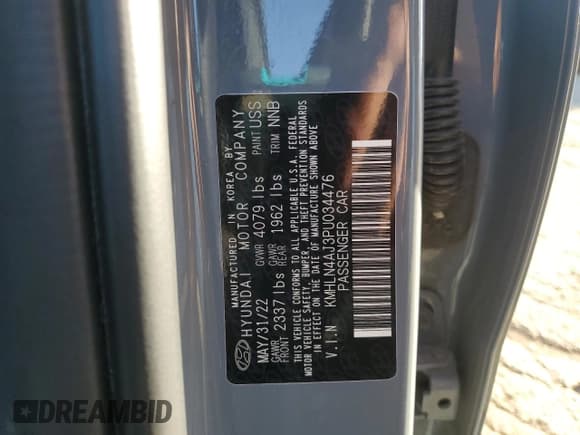 MANUFACTURED IN KOREA BY
HYUNDAI MOTOR COMPANY
MAY/31/22 GVWR 4079 lbs PAINT USS
GAWR FRONT 2337 lbs GAWR REAR 1962 lbs TRIM NNB
THIS VEHICLE CONFORMS TO ALL APPLICABLE U.S.A. FEDERAL
MOTOR VEHICLE SAFETY, BUMPER, AND THEFT PREVENTION STANDARDS
IN EFFECT ON THE DATE OF MANUFACTURE SHOWN ABOVE
V.I.N KMHLN4AJ3PU034476
PASSENGER CAR
DREAMBID